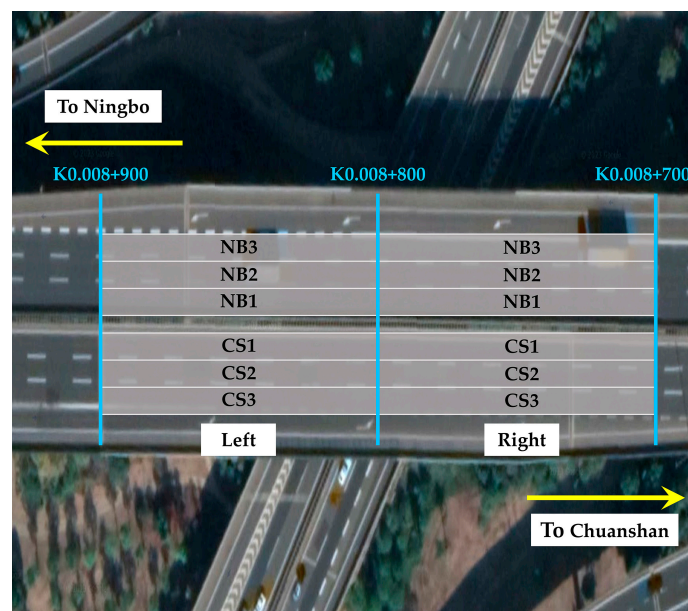 To Ningbo
K0.008+900 K0.008+800 K0.008+700
NB3 NB3
NB2 NB2
NB1 NB1
CS1 CS1
CS2 CS2
CS3 CS3
Left Right
To Chuanshan